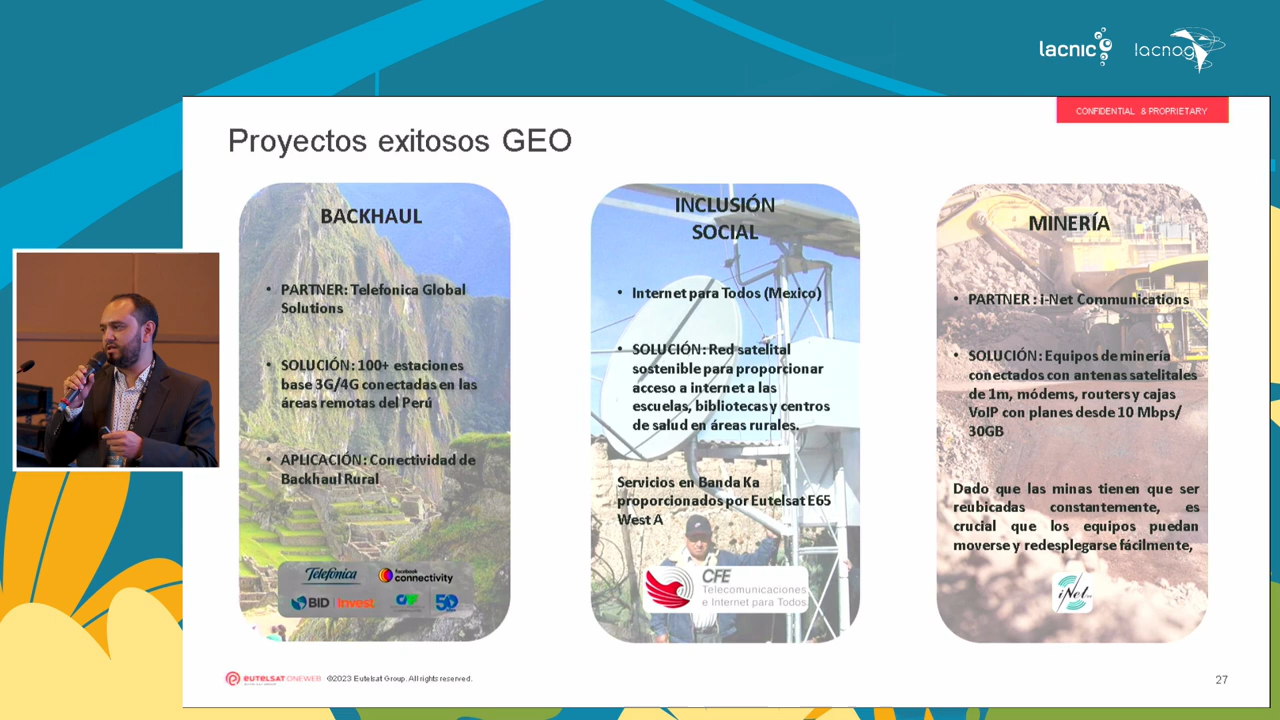 lacnic
lacnog
CONFIDENTIAL & PROPRIETARY
Proyectos exitosos GEO
BACKHAUL
• PARTNER: Telefonica Global
Solutions
• SOLUCIÓN: 100+ estaciones
base 3G/4G conectadas en las
áreas remotas del Perú
• APLICACIÓN: Conectividad de
Backhaul Rural
Telefónica
Facebook
connectivity
BID Invest
CAF
50
INCLUSIÓN
SOCIAL
• Internet para Todos (Mexico)
• SOLUCIÓN: Red satelital
sostenible para proporcionar
acceso a internet a las
escuelas, bibliotecas y centros
de salud en áreas rurales.
Servicios en Banda Ka
proporcionados por Eutelsat E65
West A
CFE
Telecomunicaciones
e Internet para Todos
MINERÍA
• PARTNER : i-Net Communications
• SOLUCIÓN: Equipos de minería
conectados con antenas satelitales
de 1m, módems, routers y cajas
VoIP con planes desde 10 Mbps/
30GB
Dado que las minas tienen que ser
reubicadas constantemente, es
crucial que los equipos puedan
moverse y redesplegarse fácilmente,
iNet
eutelsat ONEWEB ©2023 Eutelsat Group. All rights reserved.
27